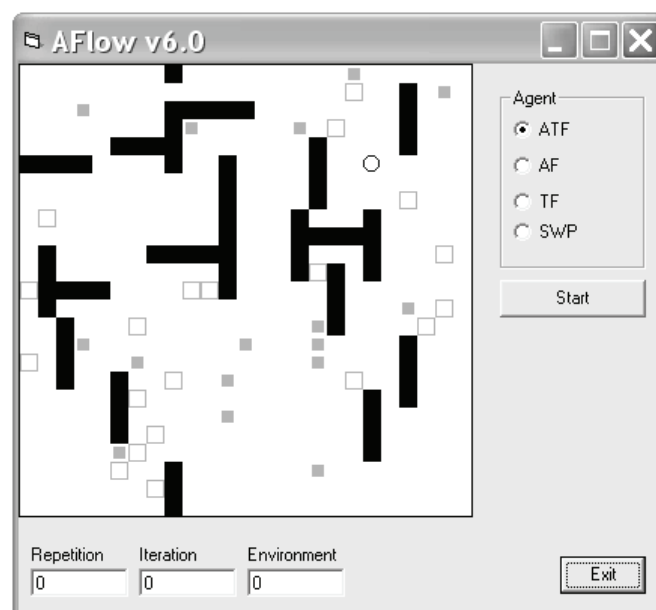 AFlow v6.0
Agent
ATF
AF
TF
SWP
Start
Repetition Iteration Environment
0 0 0
Exit